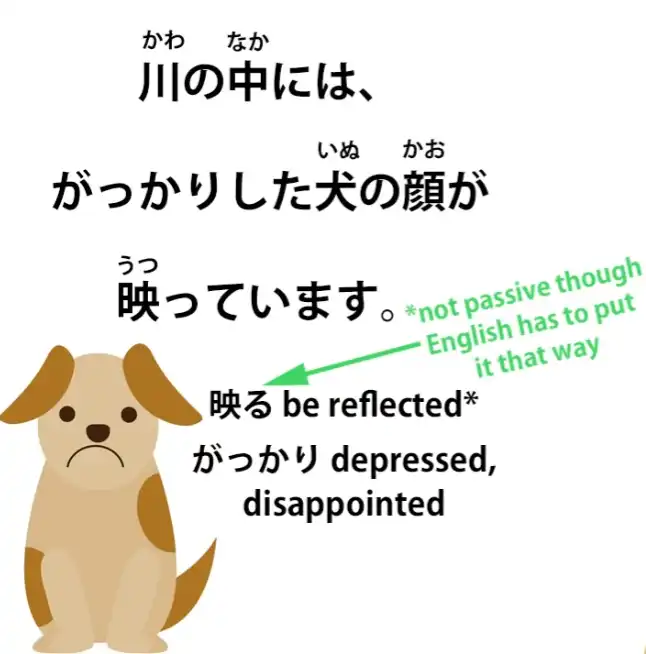 かわ なか
川の中には、
いぬ かお
がっかりした犬の顔が
うつ
映っています。
*not passive though
English has to put
it that way
映る be reflected*
がっかり depressed,
disappointed